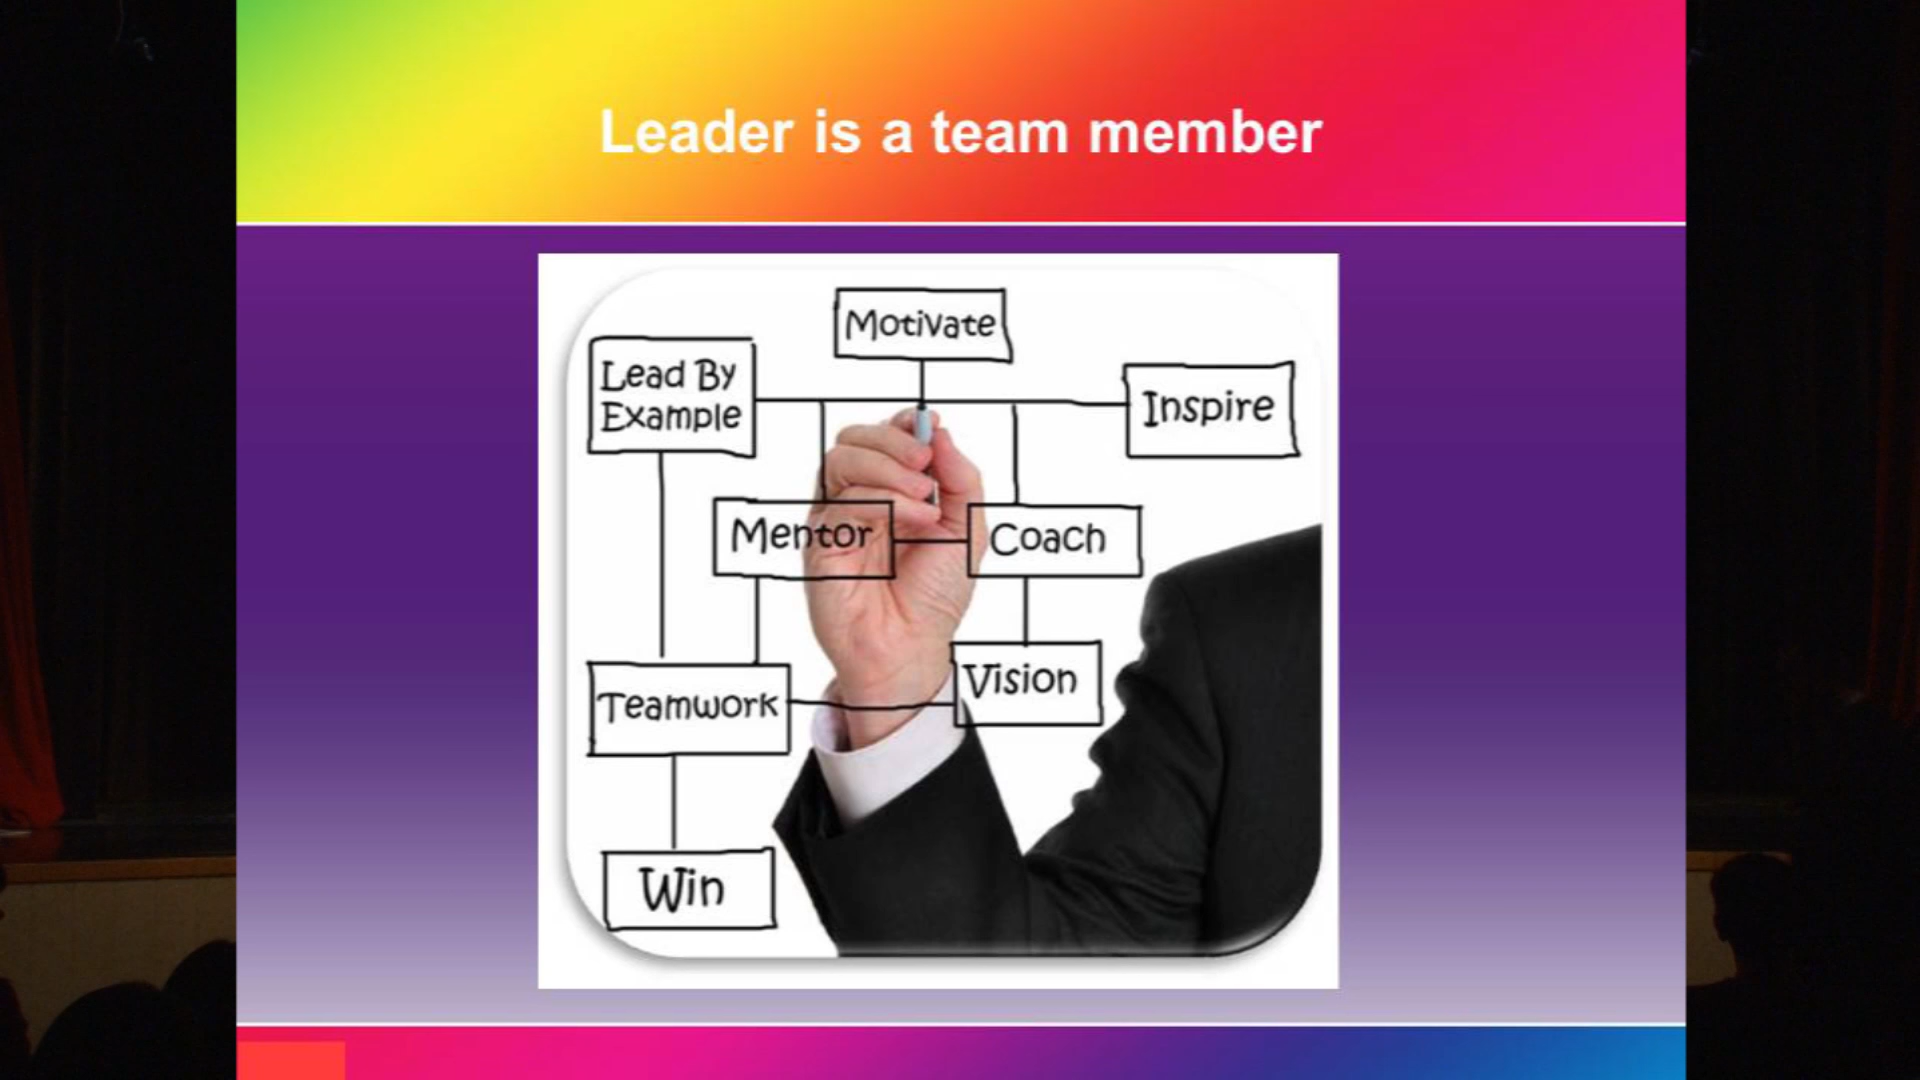 Leader is a team member
Motivate
Lead By
Example
Inspire
Mentor
Coach
Vision
Teamwork
Win